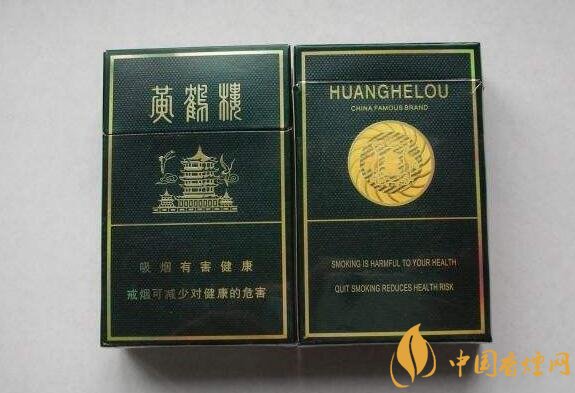 黄鹤楼
吸烟有害健康
戒烟可减少对健康的危害
HUANGHELOU
CHINA FAMOUS BRAND
SMOKING IS HARMFUL TO YOUR HEALTH
QUIT SMOKING REDUCES HEALTH RISK
中国香烟网